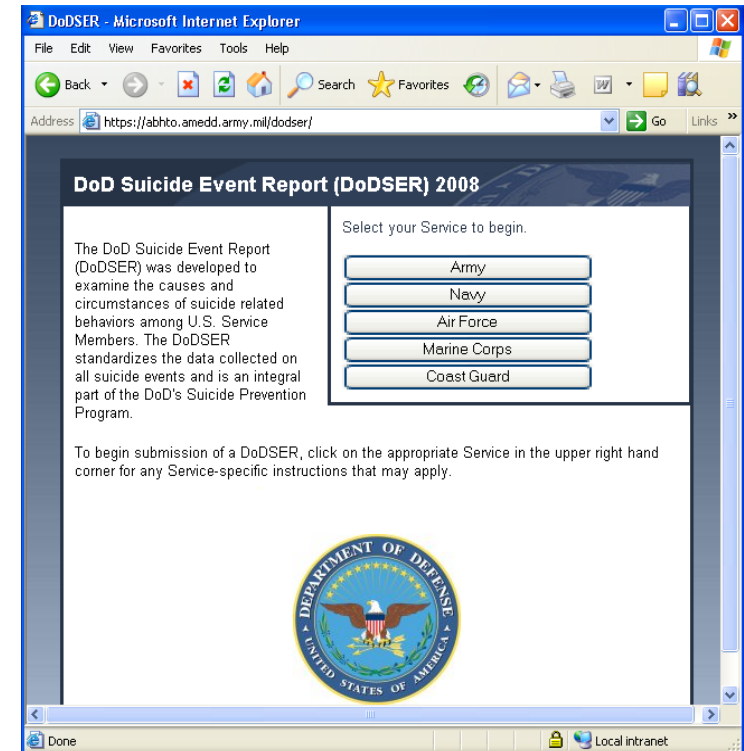 DoDSER - Microsoft Internet Explorer
File Edit View Favorites Tools Help
Back Search Favorites
Address https://abhto.amedd.army.mil/dodser/ Go Links »
DoD Suicide Event Report (DoDSER) 2008
Select your Service to begin.
Army
Navy
Air Force
Marine Corps
Coast Guard
The DoD Suicide Event Report
(DoDSER) was developed to
examine the causes and
circumstances of suicide related
behaviors among U.S. Service
Members. The DoDSER
standardizes the data collected on
all suicide events and is an integral
part of the DoD's Suicide Prevention
Program.
To begin submission of a DoDSER, click on the appropriate Service in the upper right hand
corner for any Service-specific instructions that may apply.
DEPARTMENT OF DEFENSE
UNITED STATES OF AMERICA
Done Local intranet